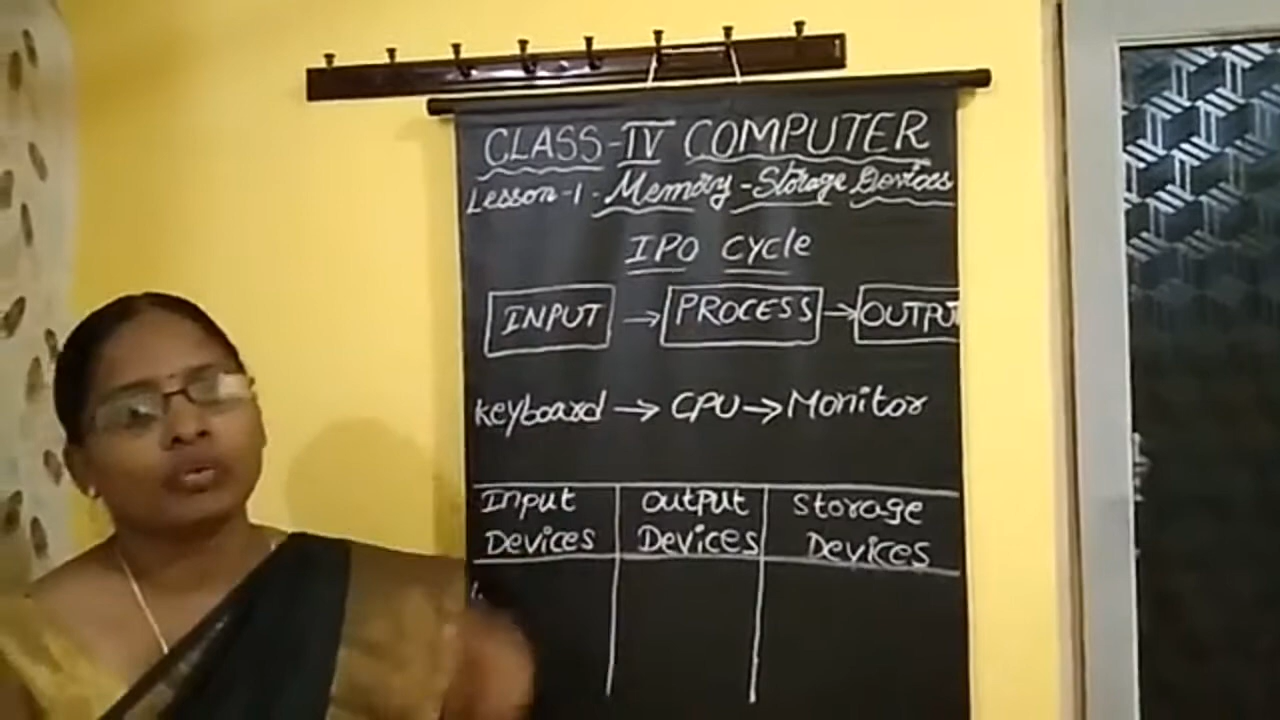 CLASS-IV COMPUTER
Lesson-1-Memory-Storage Devices
IPO Cycle
INPUT → PROCESS → OUTPUT
Keyboard → CPU → Monitor
Input Devices
Output Devices
Storage Devices